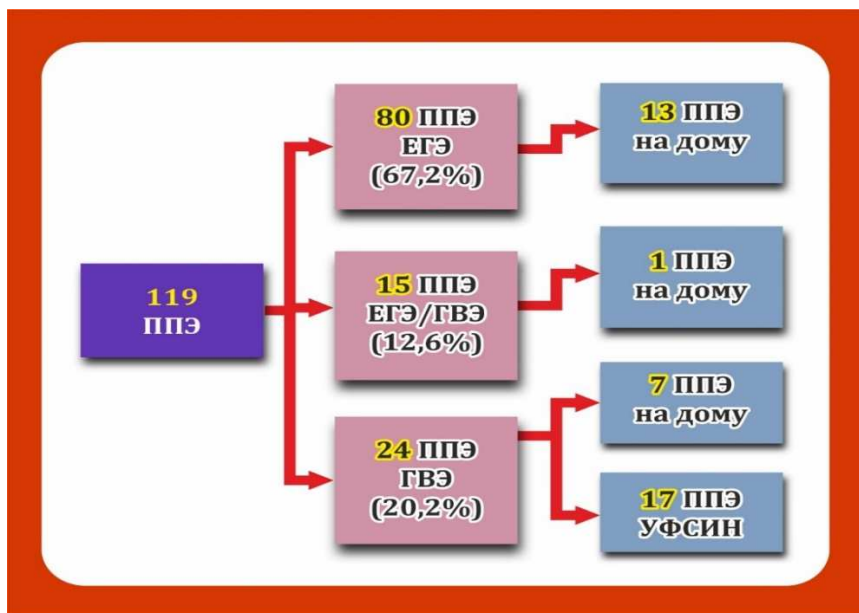 119
ППЭ
80 ППЭ
ЕГЭ
(67,2%)
13 ППЭ
на дому
15 ППЭ
ЕГЭ/ГВЭ
(12,6%)
1 ППЭ
на дому
24 ППЭ
ГВЭ
(20,2%)
7 ППЭ
на дому
17 ППЭ
УФСИН